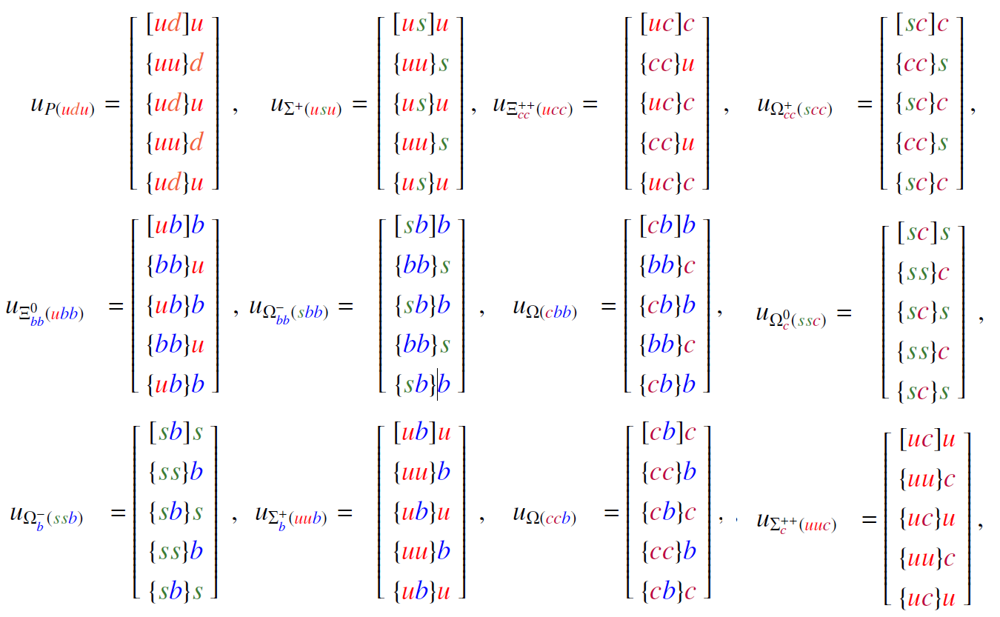 u_{P(udu)} = [ [ud]u {uu}d {ud}u {uu}d {ud}u ] ,
u_{Σ^+(usu)} = [ [us]u {uu}s {us}u {uu}s {us}u ] ,
u_{Ξ_{cc}^{++}(ucc)} = [ [uc]c {cc}u {uc}c {cc}u {uc}c ] ,
u_{Ω_{cc}^+(scc)} = [ [sc]c {cc}s {sc}c {cc}s {sc}c ] ,
u_{Ξ_{bb}^0(ubb)} = [ [ub]b {bb}u {ub}b {bb}u {ub}b ] ,
u_{Ω_{bb}^-(sbb)} = [ [sb]b {bb}s {sb}b {bb}s {sb}b ] ,
u_{Ω(cbb)} = [ [cb]b {bb}c {cb}b {bb}c {cb}b ] ,
u_{Ω_c^0(ssc)} = [ [sc]s {ss}c {sc}s {ss}c {sc}s ] ,
u_{Ω_b^-(ssb)} = [ [sb]s {ss}b {sb}s {ss}b {sb}s ] ,
u_{Σ_b^+(uub)} = [ [ub]u {uu}b {ub}u {uu}b {ub}u ] ,
u_{Ω(ccb)} = [ [cb]c {cc}b {cb}c {cc}b {cb}c ] , ,
u_{Σ_c^{++}(uuc)} = [ [uc]u {uu}c {uc}u {uu}c {uc}u ] ,